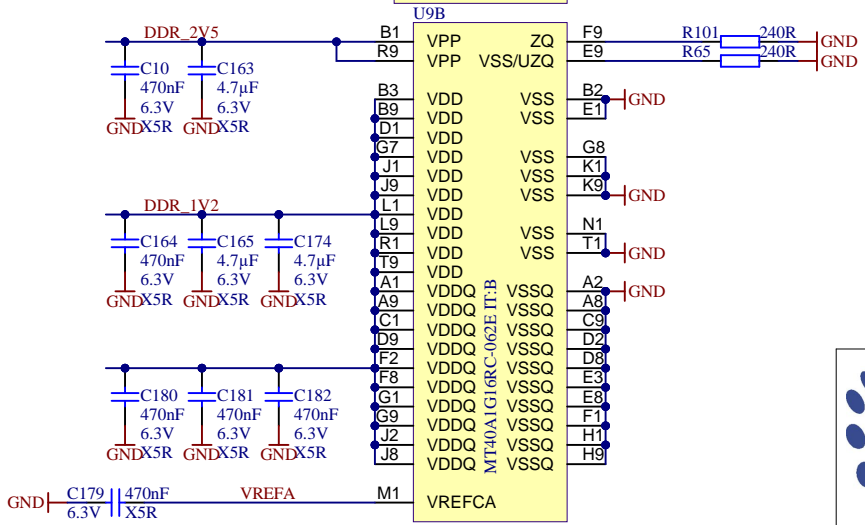 U9B
DDR_2V5
B1 VPP ZQ F9 R101 240R GND
R9 VPP VSS/UZQ E9 R65 240R GND
C10 C163
470nF 4.7µF
6.3V 6.3V
GND X5R GND X5R
B3 VDD VSS B2 GND
B9 VDD VSS E1
D1 VDD
G7 VDD VSS G8
J1 VDD VSS K1
J9 VDD VSS K9 GND
DDR_1V2
L1 VDD
L9 VDD VSS N1
R1 VDD VSS T1 GND
T9 VDD
C164 C165 C174
470nF 4.7µF 4.7µF
6.3V 6.3V 6.3V
GND X5R GND X5R GND X5R
A1 VDDQ VSSQ A2 GND
A9 VDDQ VSSQ A8
C1 VDDQ VSSQ C9
D9 VDDQ VSSQ D2
F2 VDDQ VSSQ D8
F8 VDDQ VSSQ E3
G1 VDDQ VSSQ E8
G9 VDDQ VSSQ F1
J2 VDDQ VSSQ H1
J8 VDDQ VSSQ H9
MT40A1G16RC-062E IT:B
C180 C181 C182
470nF 470nF 470nF
6.3V 6.3V 6.3V
GND X5R GND X5R GND X5R
GND C179 470nF VREFA M1 VREFCA
6.3V X5R